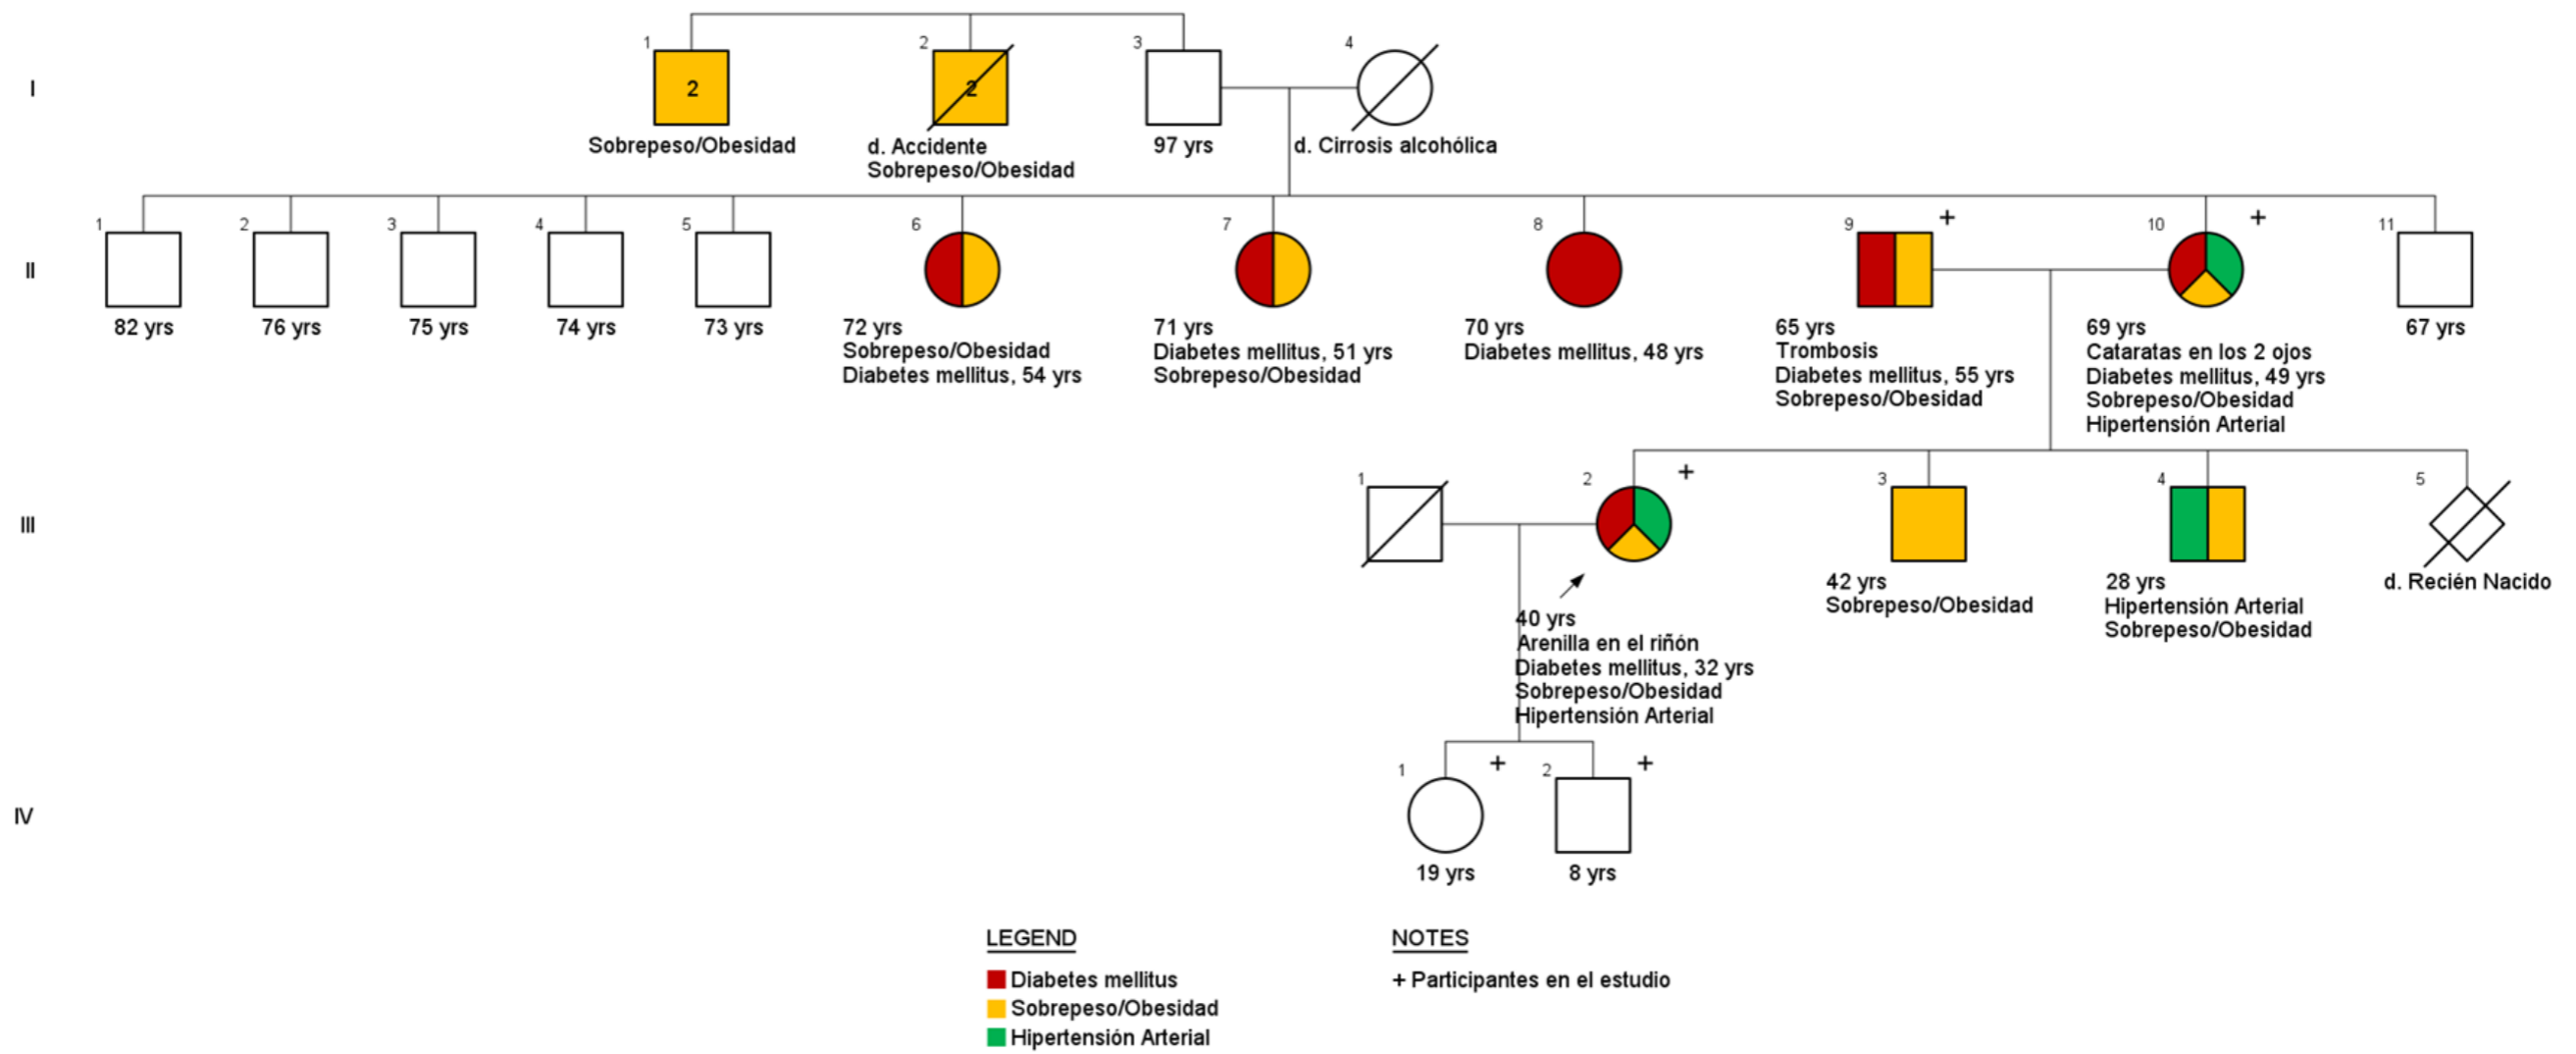 1 2 3 4
I 2 2
Sobrepeso/Obesidad
d. Accidente
Sobrepeso/Obesidad
97 yrs
d. Cirrosis alcohólica
1 2 3 4 5 6 7 8 9 + 10 + 11
II
82 yrs
76 yrs
75 yrs
74 yrs
73 yrs
72 yrs
Sobrepeso/Obesidad
Diabetes mellitus, 54 yrs
71 yrs
Diabetes mellitus, 51 yrs
Sobrepeso/Obesidad
70 yrs
Diabetes mellitus, 48 yrs
65 yrs
Trombosis
Diabetes mellitus, 55 yrs
Sobrepeso/Obesidad
69 yrs
Cataratas en los 2 ojos
Diabetes mellitus, 49 yrs
Sobrepeso/Obesidad
Hipertensión Arterial
67 yrs
1 2 + 3 4 5
III
40 yrs
Arenilla en el riñón
Diabetes mellitus, 32 yrs
Sobrepeso/Obesidad
Hipertensión Arterial
42 yrs
Sobrepeso/Obesidad
28 yrs
Hipertensión Arterial
Sobrepeso/Obesidad
d. Recién Nacido
1 + 2 +
IV
19 yrs
8 yrs
LEGEND
Diabetes mellitus
Sobrepeso/Obesidad
Hipertensión Arterial
NOTES
+ Participantes en el estudio